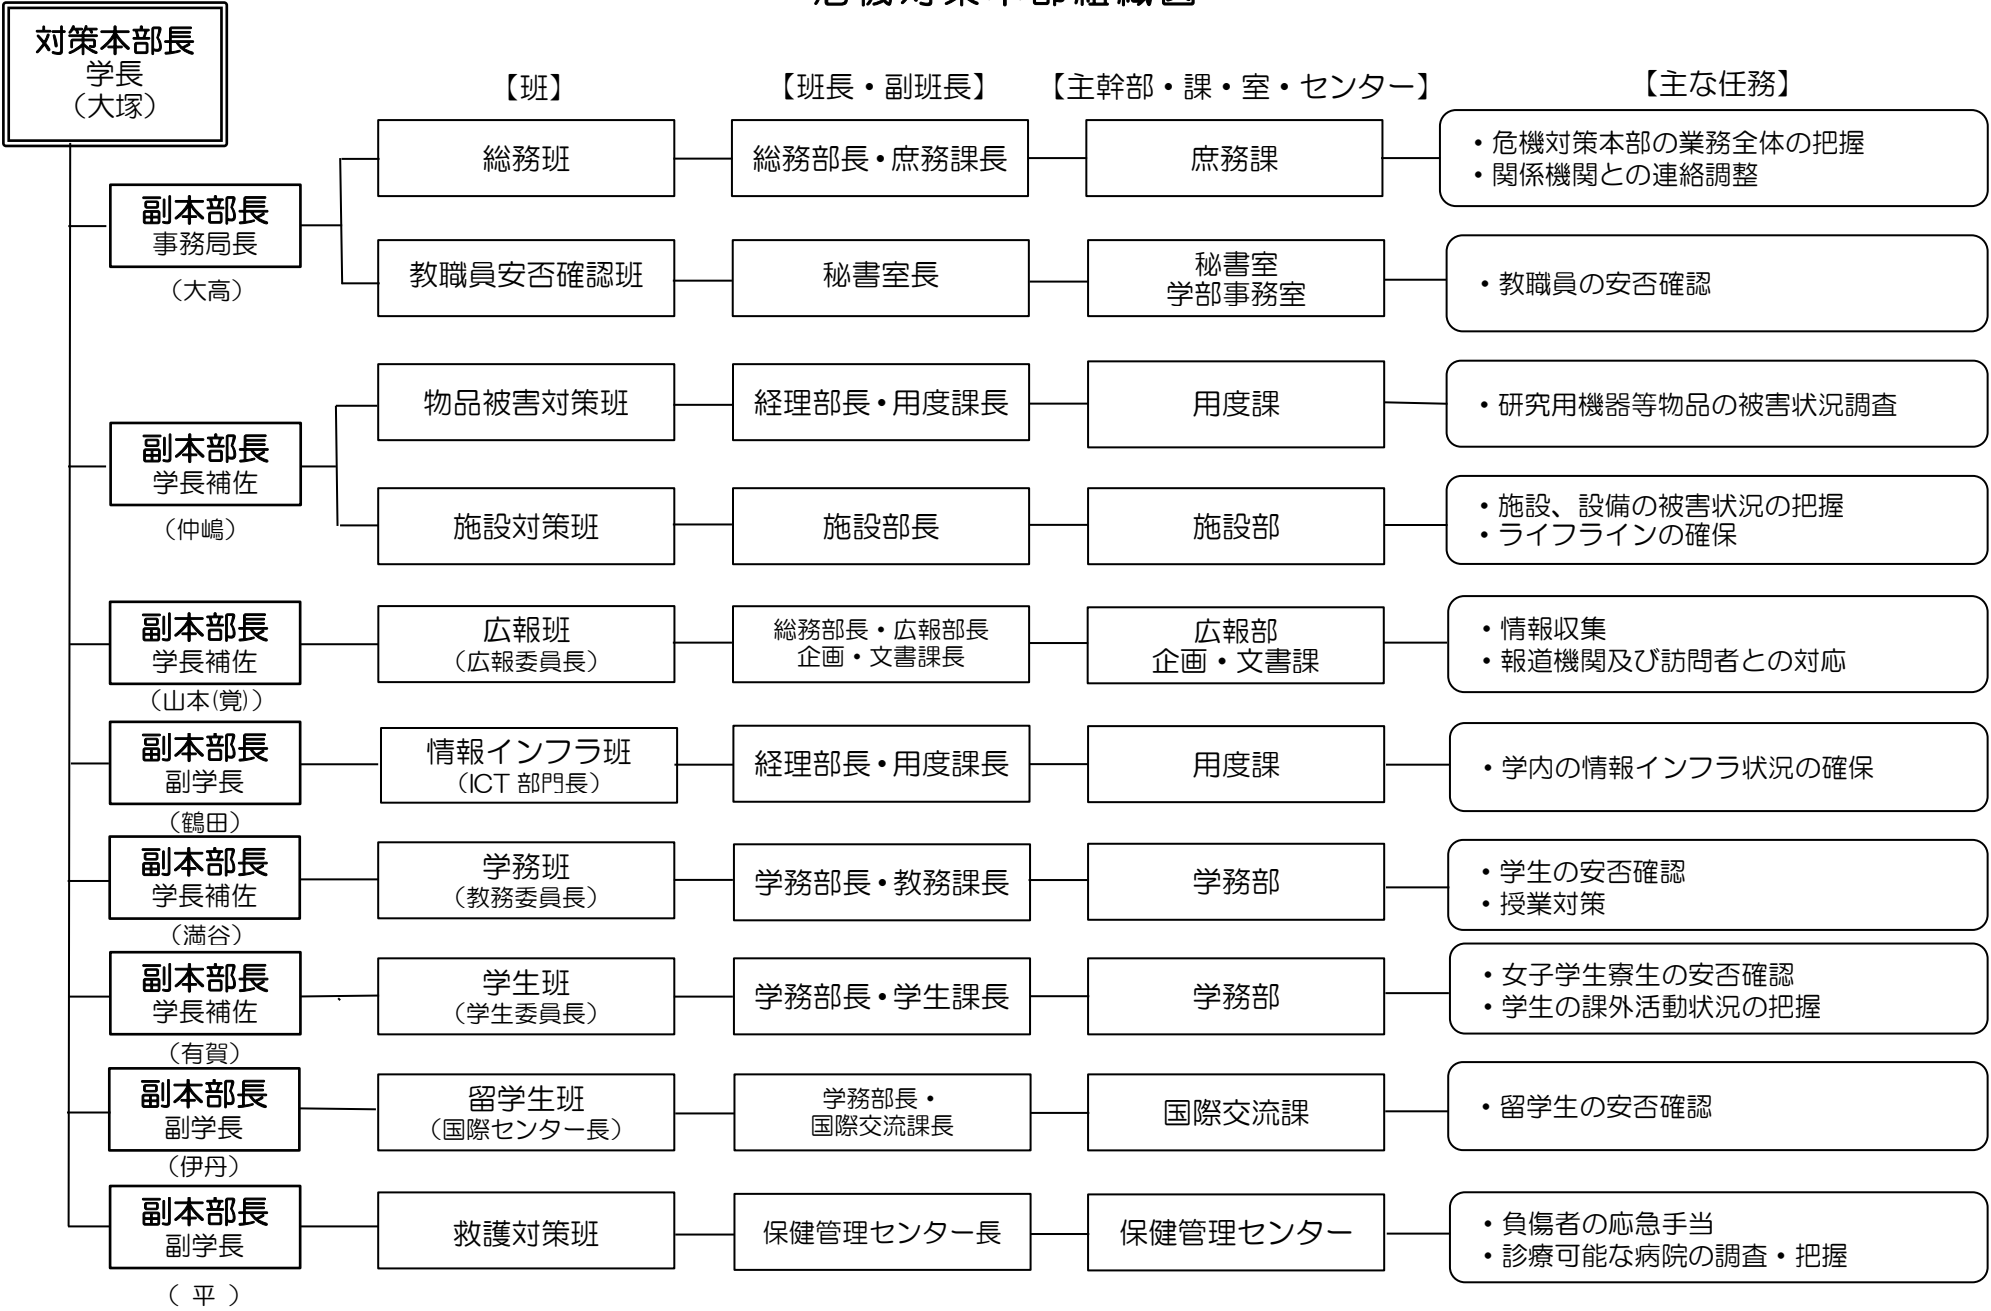 危機対策本部組織図
対策本部長
学長
（大塚）
【班】
【班長・副班長】
【主幹部・課・室・センター】
【主な任務】
副本部長
事務局長
（大高）
総務班
総務部長・庶務課長
庶務課
・危機対策本部の業務全体の把握
・関係機関との連絡調整
教職員安否確認班
秘書室長
秘書室
学部事務室
・教職員の安否確認
副本部長
学長補佐
（仲嶋）
物品被害対策班
経理部長・用度課長
用度課
・研究用機器等物品の被害状況調査
施設対策班
施設部長
施設部
・施設、設備の被害状況の把握
・ライフラインの確保
副本部長
学長補佐
（山本(覚)）
広報班
（広報委員長）
総務部長・広報部長
企画・文書課長
広報部
企画・文書課
・情報収集
・報道機関及び訪問者との対応
副本部長
副学長
（鶴田）
情報インフラ班
（ICT 部門長）
経理部長・用度課長
用度課
・学内の情報インフラ状況の確保
副本部長
学長補佐
（満谷）
学務班
（教務委員長）
学務部長・教務課長
学務部
・学生の安否確認
・授業対策
副本部長
学長補佐
（有賀）
学生班
（学生委員長）
学務部長・学生課長
学務部
・女子学生寮生の安否確認
・学生の課外活動状況の把握
副本部長
副学長
（伊丹）
留学生班
（国際センター長）
学務部長・
国際交流課長
国際交流課
・留学生の安否確認
副本部長
副学長
（ 平 ）
救護対策班
保健管理センター長
保健管理センター
・負傷者の応急手当
・診療可能な病院の調査・把握